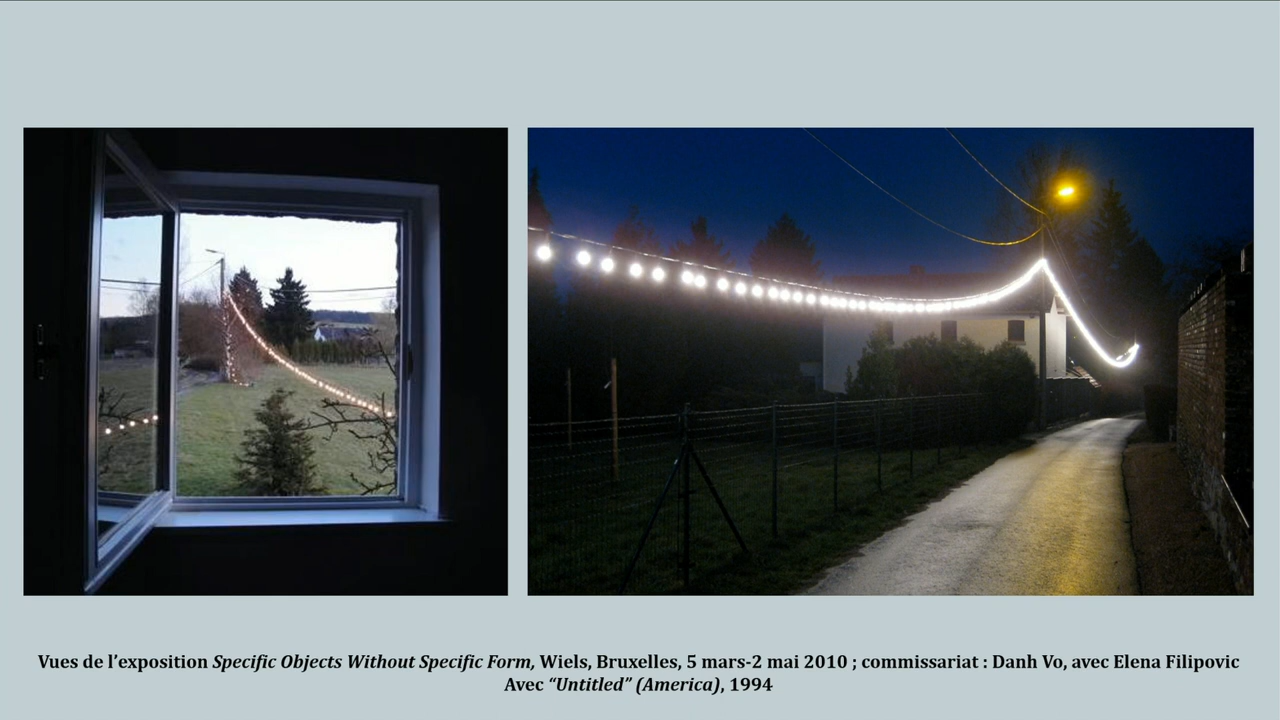 Vues de l’exposition Specific Objects Without Specific Form, Wiels, Bruxelles, 5 mars-2 mai 2010 ; commissariat : Danh Vo, avec Elena Filipovic
Avec “Untitled” (America), 1994